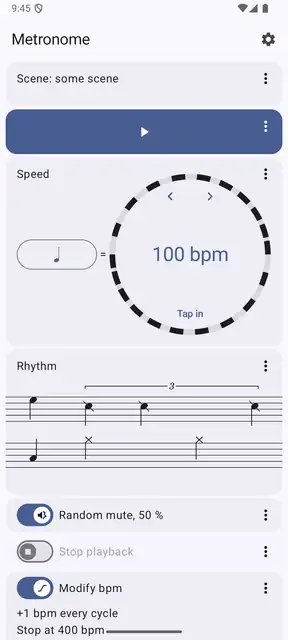 9:45
Metronome
Scene: some scene
Speed
=
100 bpm
Tap in
Rhythm
3
Random mute, 50 %
Stop playback
Modify bpm
+1 bpm every cycle
Stop at 400 bpm